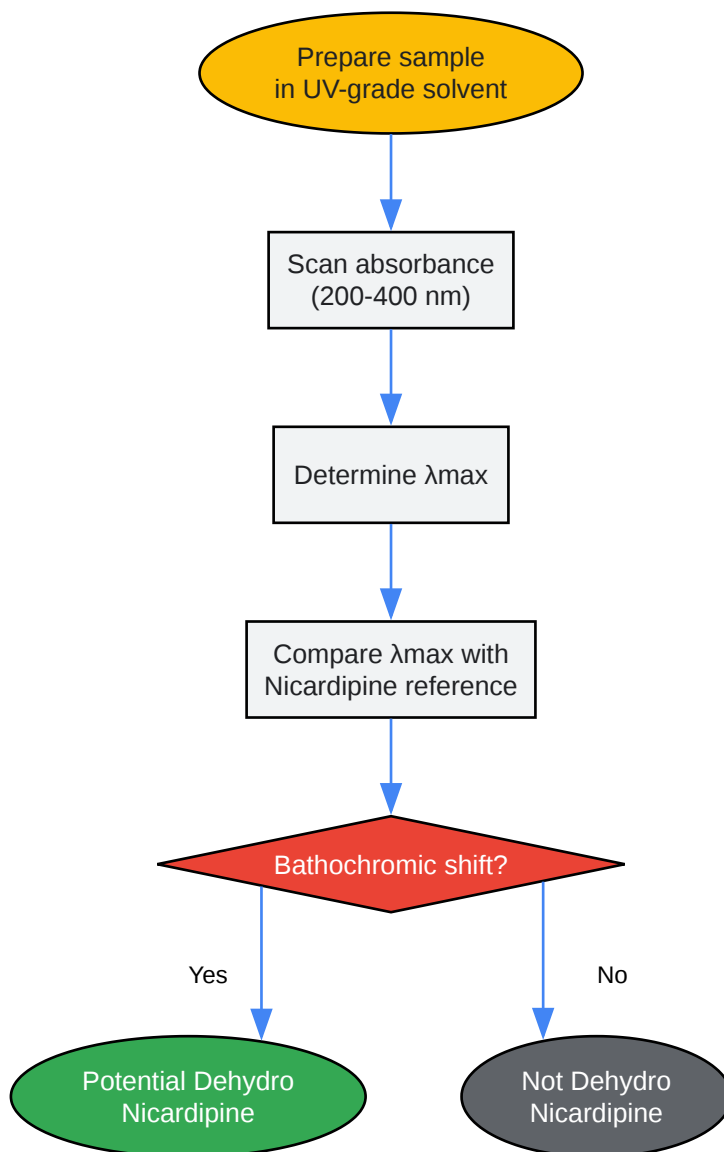 Prepare sample
in UV-grade solvent
Scan absorbance
(200-400 nm)
Determine λmax
Compare λmax with
Nicardipine reference
Bathochromic shift?
Yes
No
Potential Dehydro
Nicardipine
Not Dehydro
Nicardipine